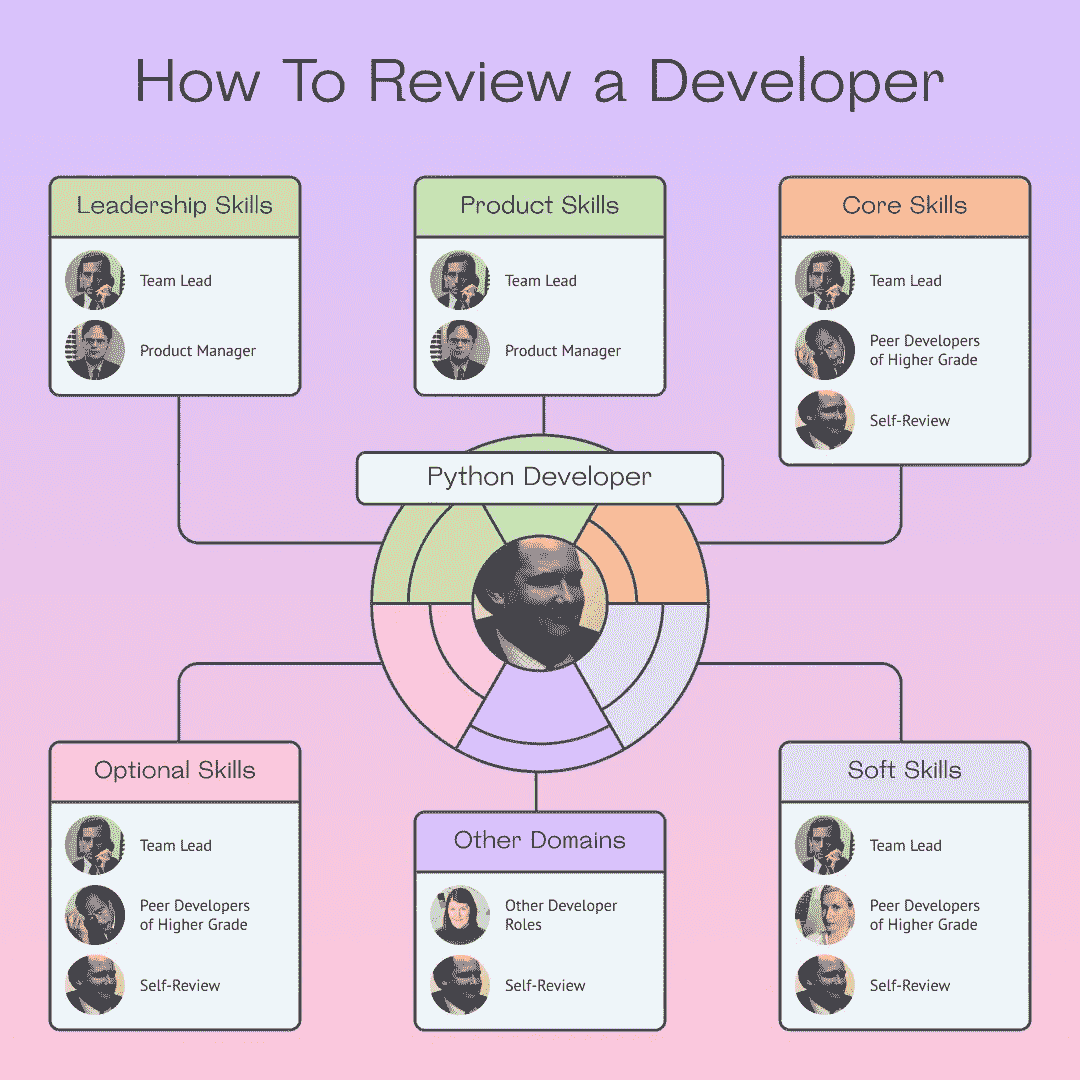 How To Review a Developer
Leadership Skills
Team Lead
Product Manager
Product Skills
Team Lead
Product Manager
Core Skills
Team Lead
Peer Developers
of Higher Grade
Self-Review
Python Developer
Optional Skills
Team Lead
Peer Developers
of Higher Grade
Self-Review
Other Domains
Other Developer
Roles
Self-Review
Soft Skills
Team Lead
Peer Developers
of Higher Grade
Self-Review